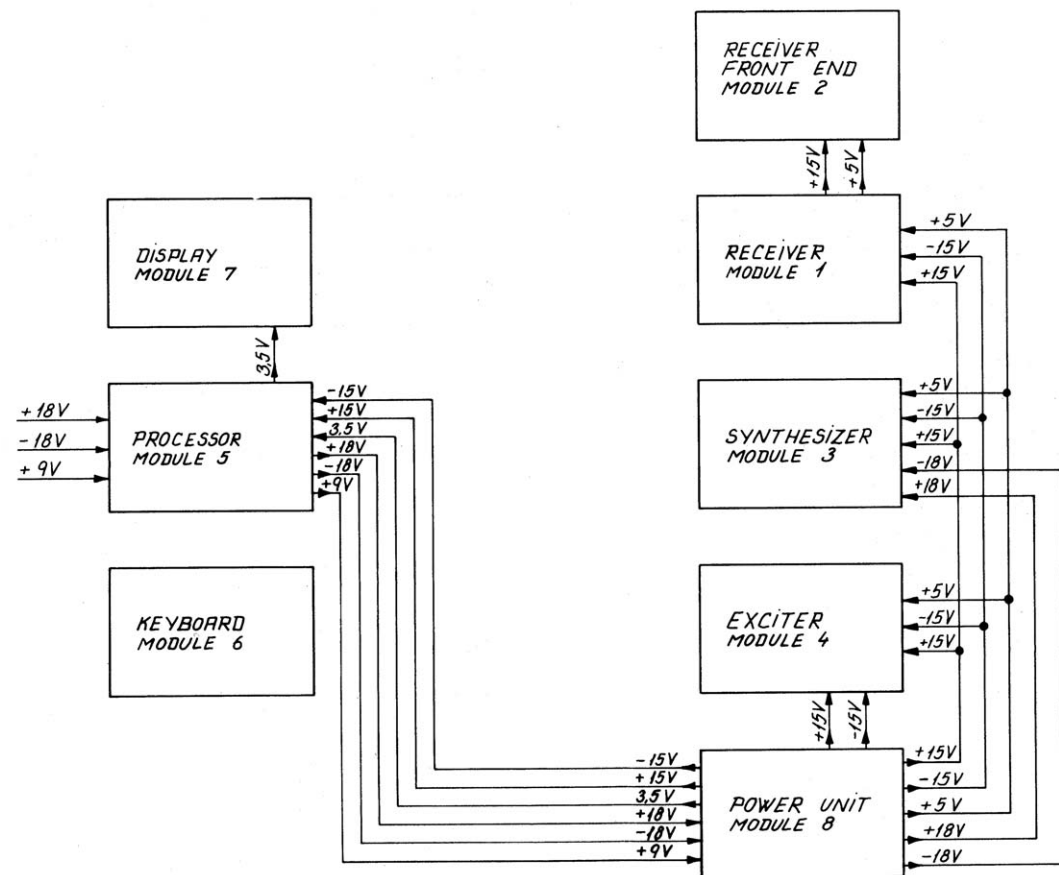 RECEIVER
FRONT END
MODULE 2
+15V
+5V
DISPLAY
MODULE 7
RECEIVER
MODULE 1
+5V
-15V
+15V
3,5V
+18V
-18V
+9V
PROCESSOR
MODULE 5
-15V
+15V
3,5V
+18V
-18V
+9V
SYNTHESIZER
MODULE 3
+5V
-15V
+15V
-18V
+18V
KEYBOARD
MODULE 6
EXCITER
MODULE 4
+5V
-15V
+15V
+15V
-15V
-15V
+15V
3,5V
+18V
-18V
+9V
POWER UNIT
MODULE 8
+15V
-15V
+5V
+18V
-18V